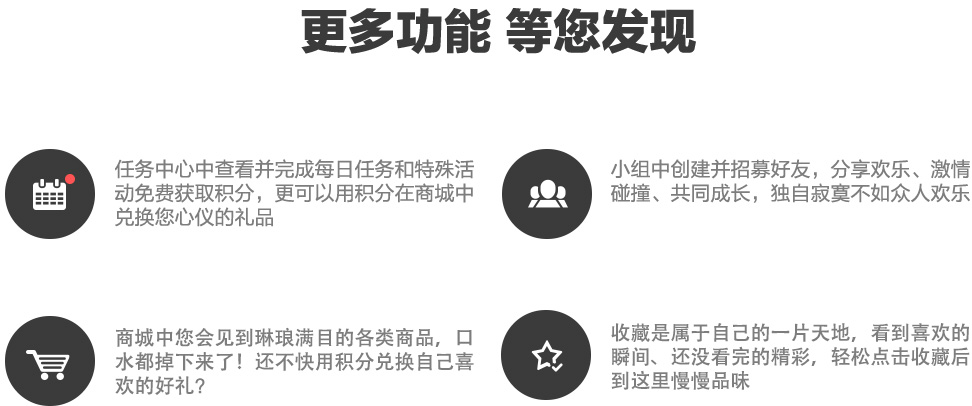 更多功能 等您发现
任务中心中查看并完成每日任务和特殊活
动免费获取积分，更可以用积分在商城中
兑换您心仪的礼品
小组中创建并招募好友，分享欢乐、激情
碰撞、共同成长，独自寂寞不如众人欢乐
商城中您会见到琳琅满目的各类商品，口
水都掉下来了！还不快用积分兑换自己喜
欢的好礼?
收藏是属于自己的一片天地，看到喜欢的
瞬间、还没看完的精彩，轻松点击收藏后
到这里慢慢品味